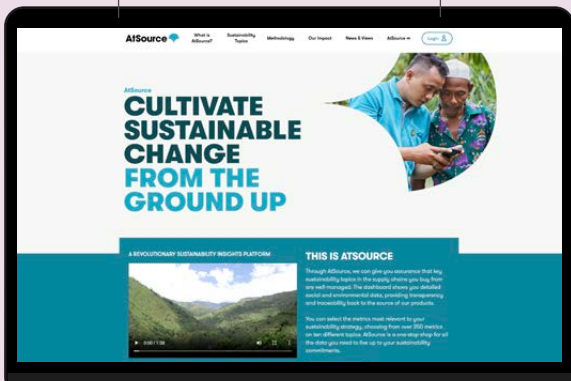 AtSource
What is
AtSource?
Sustainability
Topics
Methodology
Our Impact
News & Views
AtSource ∞
Login
AtSource
CULTIVATE
SUSTAINABLE
CHANGE
FROM THE
GROUND UP
A REVOLUTIONARY SUSTAINABILITY INSIGHTS PLATFORM
0:00 / 1:08
THIS IS ATSOURCE
Through AtSource, we can give you assurance that key
sustainability topics in the supply chains you buy from
are well-managed. The dashboard shows you detailed
social and environmental data, providing transparency
and traceability back to the source of our products.
You can select the metrics most relevant to your
sustainability strategy, choosing from over 350 metrics
on ten different topics. AtSource is a one-stop shop for all
the data you need to live up to your sustainability
commitments.